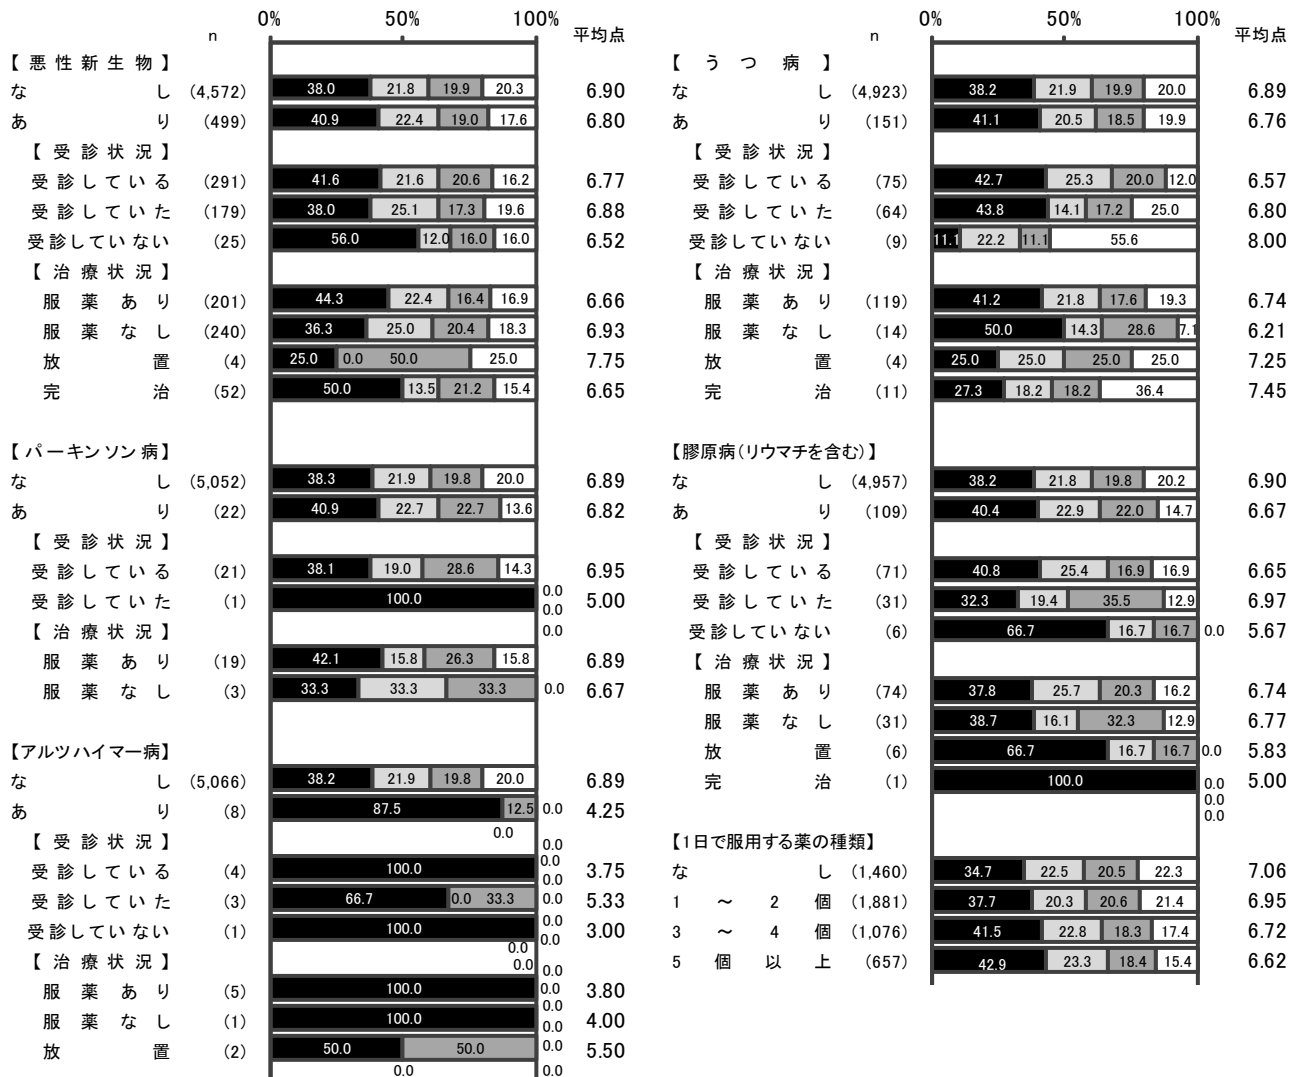 0% 50% 100%
n 平均点
【悪性新生物】
なし (4,572) 38.0 21.8 19.9 20.3 6.90
あり (499) 40.9 22.4 19.0 17.6 6.80
【受診状況】
受診している (291) 41.6 21.6 20.6 16.2 6.77
受診していた (179) 38.0 25.1 17.3 19.6 6.88
受診していない (25) 56.0 12.0 16.0 16.0 6.52
【治療状況】
服薬あり (201) 44.3 22.4 16.4 16.9 6.66
服薬なし (240) 36.3 25.0 20.4 18.3 6.93
放置 (4) 25.0 0.0 50.0 25.0 7.75
完治 (52) 50.0 13.5 21.2 15.4 6.65
【パーキンソン病】
なし (5,052) 38.3 21.9 19.8 20.0 6.89
あり (22) 40.9 22.7 22.7 13.6 6.82
【受診状況】
受診している (21) 38.1 19.0 28.6 14.3 6.95
受診していた (1) 100.0 0.0 0.0 5.00
【治療状況】 0.0
服薬あり (19) 42.1 15.8 26.3 15.8 6.89
服薬なし (3) 33.3 33.3 33.3 0.0 6.67
【アルツハイマー病】
なし (5,066) 38.2 21.9 19.8 20.0 6.89
あり (8) 87.5 12.5 0.0 4.25
0.0
【受診状況】 0.0
受診している (4) 100.0 0.0 0.0 3.75
受診していた (3) 66.7 0.0 33.3 0.0 5.33
受診していない (1) 100.0 0.0 0.0 3.00
0.0
【治療状況】 0.0 0.0
服薬あり (5) 100.0 0.0 0.0 3.80
服薬なし (1) 100.0 0.0 0.0 4.00
放置 (2) 50.0 50.0 0.0 5.50
0.0 0.0
0% 50% 100%
n 平均点
【うつ病】
なし (4,923) 38.2 21.9 19.9 20.0 6.89
あり (151) 41.1 20.5 18.5 19.9 6.76
【受診状況】
受診している (75) 42.7 25.3 20.0 12.0 6.57
受診していた (64) 43.8 14.1 17.2 25.0 6.80
受診していない (9) 11.1 22.2 11.1 55.6 8.00
【治療状況】
服薬あり (119) 41.2 21.8 17.6 19.3 6.74
服薬なし (14) 50.0 14.3 28.6 7.1 6.21
放置 (4) 25.0 25.0 25.0 25.0 7.25
完治 (11) 27.3 18.2 18.2 36.4 7.45
【膠原病(リウマチを含む)】
なし (4,957) 38.2 21.8 19.8 20.2 6.90
あり (109) 40.4 22.9 22.0 14.7 6.67
【受診状況】
受診している (71) 40.8 25.4 16.9 16.9 6.65
受診していた (31) 32.3 19.4 35.5 12.9 6.97
受診していない (6) 66.7 16.7 16.7 0.0 5.67
【治療状況】
服薬あり (74) 37.8 25.7 20.3 16.2 6.74
服薬なし (31) 38.7 16.1 32.3 12.9 6.77
放置 (6) 66.7 16.7 16.7 0.0 5.83
完治 (1) 100.0 0.0 5.00
0.0
0.0
【1日で服用する薬の種類】
なし (1,460) 34.7 22.5 20.5 22.3 7.06
1～2個 (1,881) 37.7 20.3 20.6 21.4 6.95
3～4個 (1,076) 41.5 22.8 18.3 17.4 6.72
5個以上 (657) 42.9 23.3 18.4 15.4 6.62